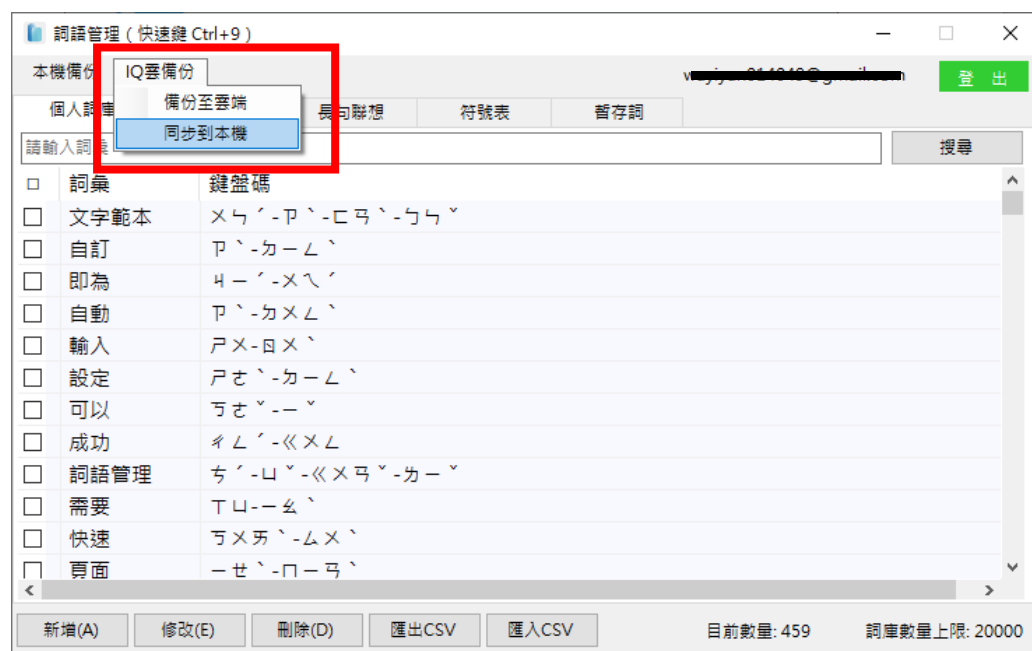 詞語管理（快速鍵 Ctrl+9）
本機備份 IQ雲備份 登 出
備份至雲端
同步到本機
個人詞庫 長句聯想 符號表 暫存詞
請輸入詞彙 搜尋
詞彙 鍵盤碼
文字範本 ㄨㄣˊ-ㄗˋ-ㄈㄢˋ-ㄅㄣˇ
自訂 ㄗˋ-ㄉㄧㄥˋ
即為 ㄐㄧˊ-ㄨㄟˊ
自動 ㄗˋ-ㄉㄨㄥˋ
輸入 ㄕㄨ-ㄖㄨˋ
設定 ㄕㄜˋ-ㄉㄧㄥˋ
可以 ㄎㄜˇ-ㄧˇ
成功 ㄔㄥˊ-ㄍㄨㄥ
詞語管理 ㄘˊ-ㄩˇ-ㄍㄨㄢˇ-ㄌㄧˇ
需要 ㄒㄩ-ㄧㄠˋ
快速 ㄎㄨㄞˋ-ㄙㄨˋ
頁面 ㄧㄝˋ-ㄇㄧㄢˋ
新增(A) 修改(E) 刪除(D) 匯出CSV 匯入CSV 目前數量: 459 詞庫數量上限: 20000